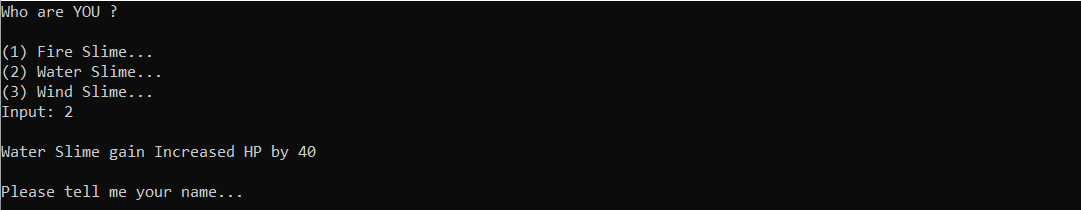 Who are YOU ?
(1) Fire Slime...
(2) Water Slime...
(3) Wind Slime...
Input: 2
Water Slime gain Increased HP by 40
Please tell me your name...